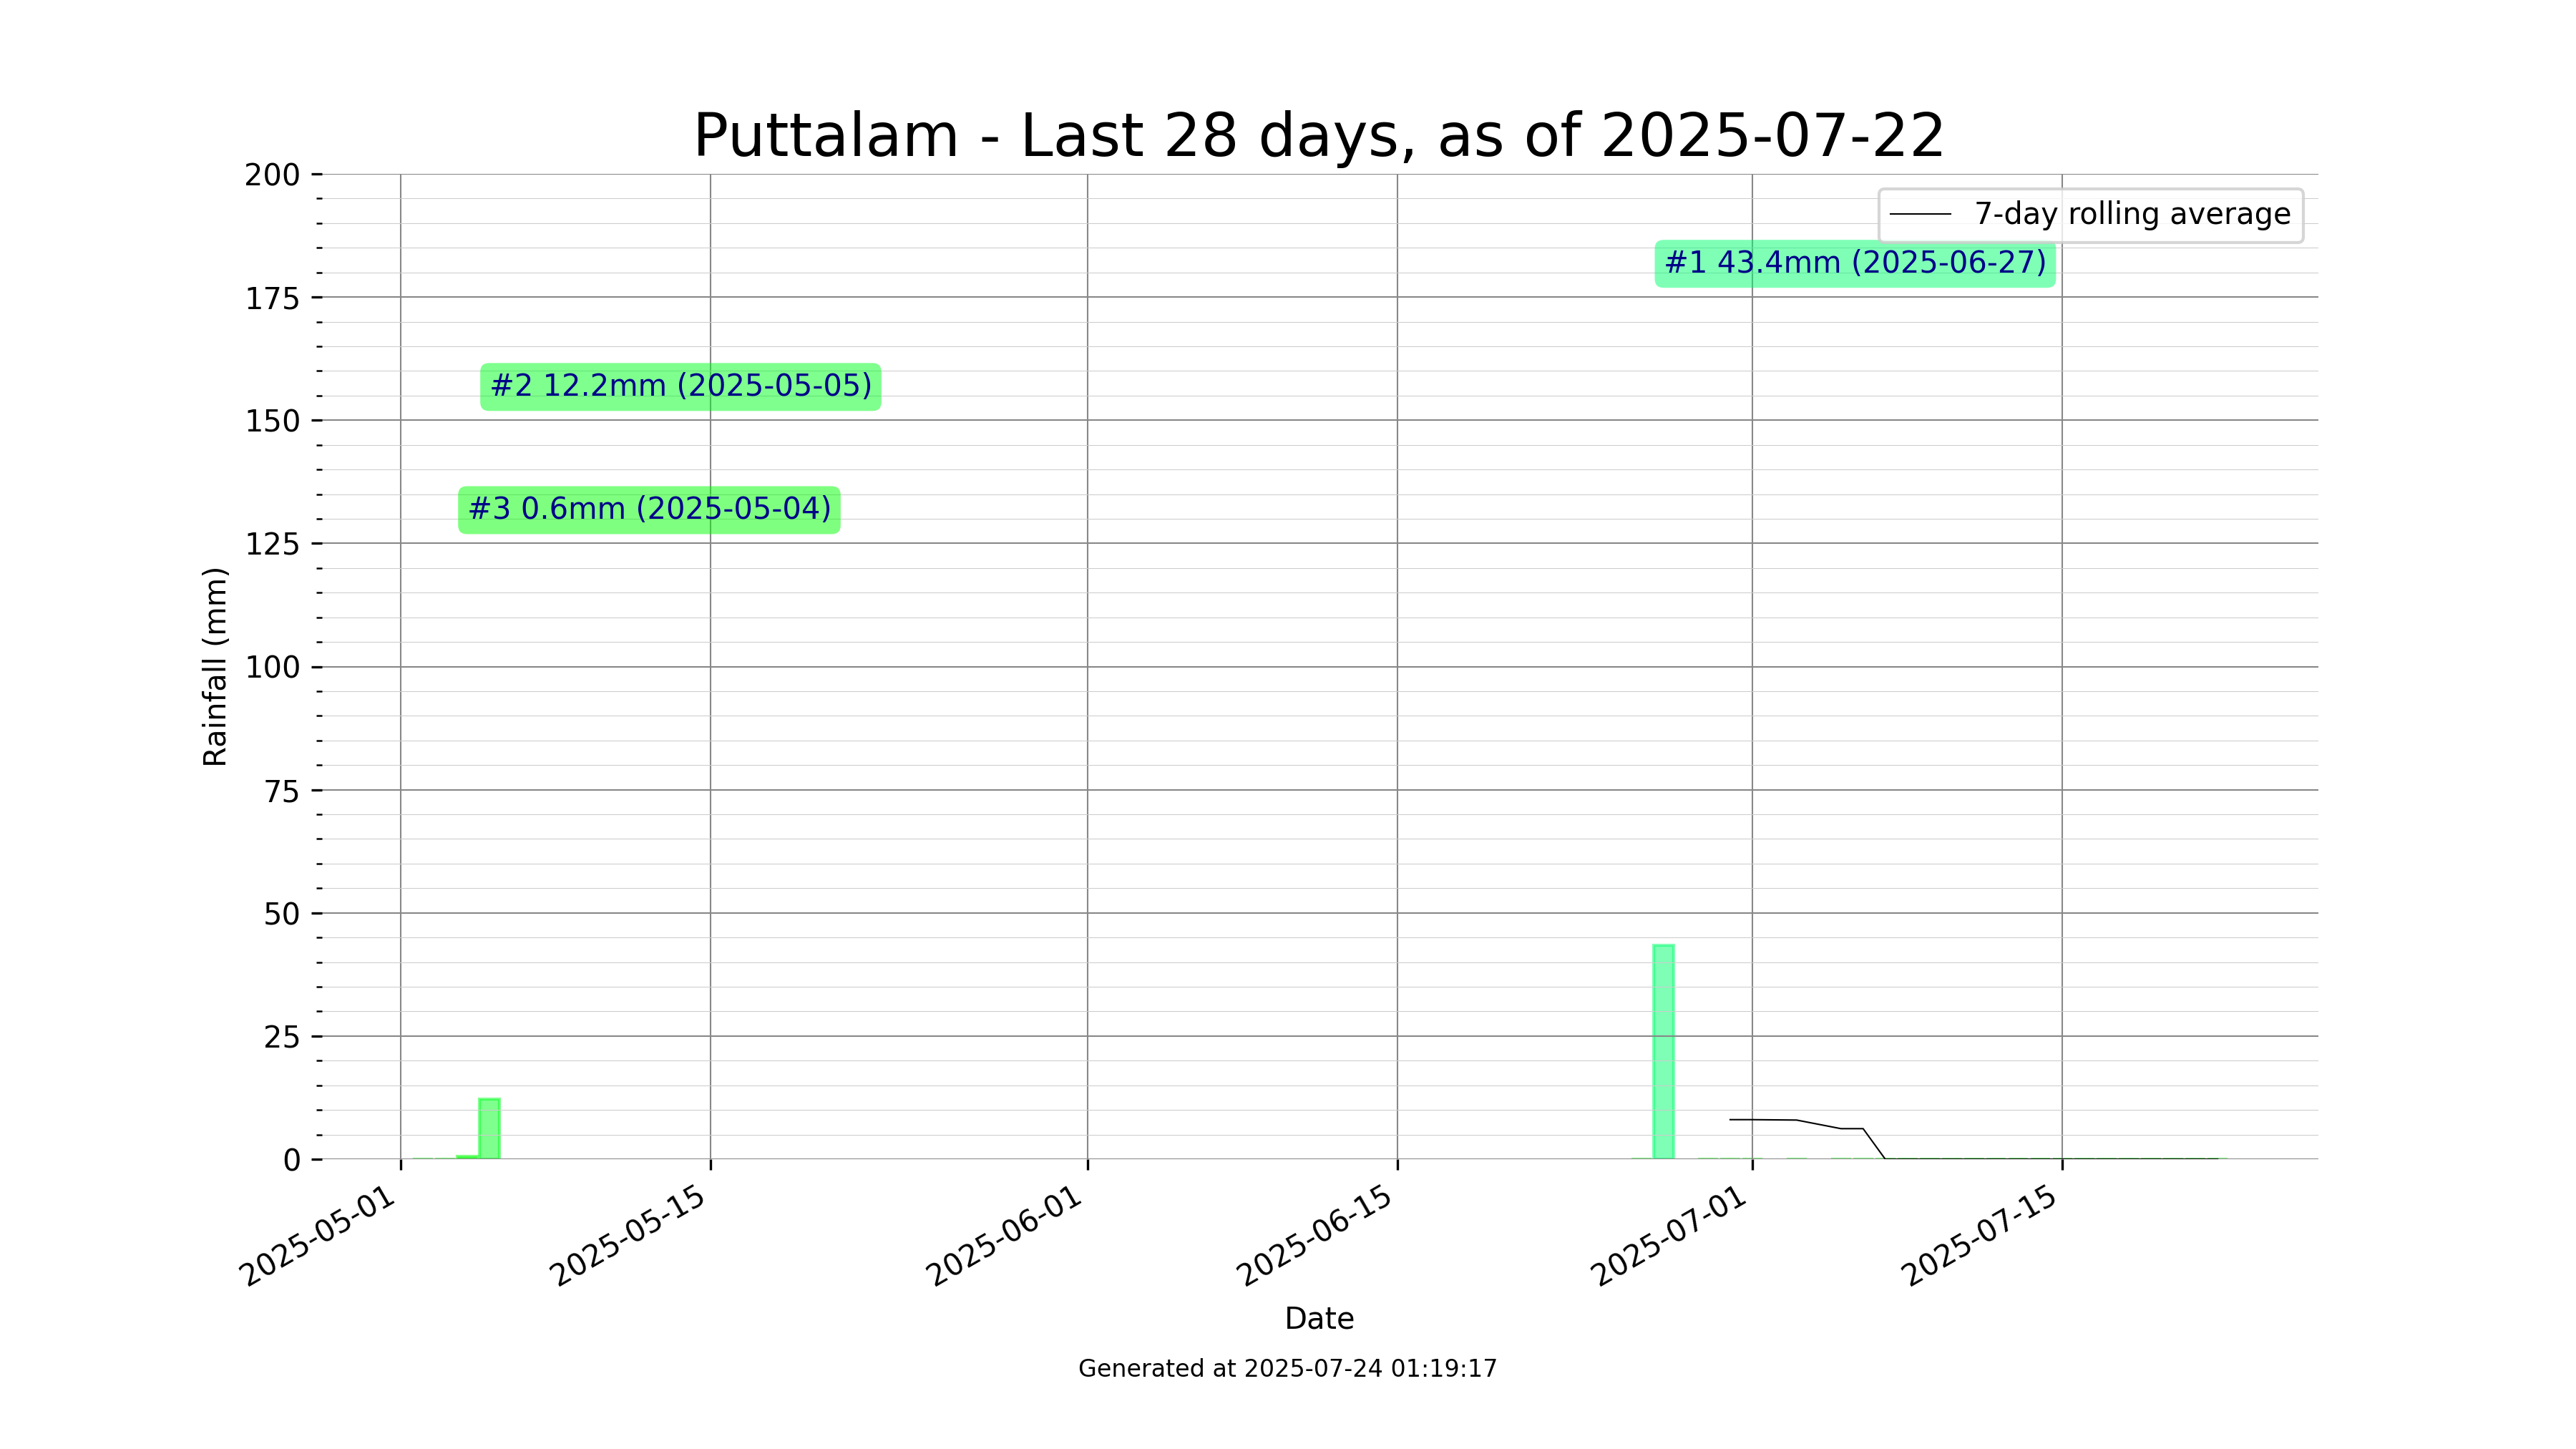 Puttalam - Last 28 days, as of 2025-07-22
200
175
150
125
100
75
50
25
0
Rainfall (mm)
7-day rolling average
#1 43.4mm (2025-06-27)
#2 12.2mm (2025-05-05)
#3 0.6mm (2025-05-04)
2025-05-01
2025-05-15
2025-06-01
2025-06-15
2025-07-01
2025-07-15
Date
Generated at 2025-07-24 01:19:17